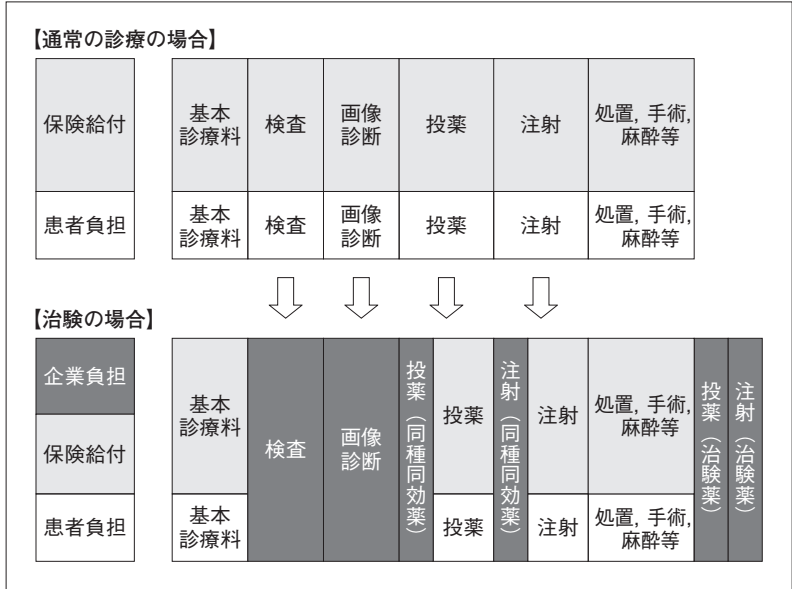 【通常の診療の場合】
保険給付
基本
診療料
検査
画像
診断
投薬
注射
処置, 手術,
麻酔等
患者負担
基本
診療料
検査
画像
診断
投薬
注射
処置, 手術,
麻酔等
【治験の場合】
企業負担
保険給付
患者負担
基本
診療料
検査
画像
診断
投薬（同種同効薬）
投薬
注射（同種同効薬）
注射
処置, 手術,
麻酔等
投薬（治験薬）
注射（治験薬）
基本
診療料
投薬
注射
処置, 手術,
麻酔等